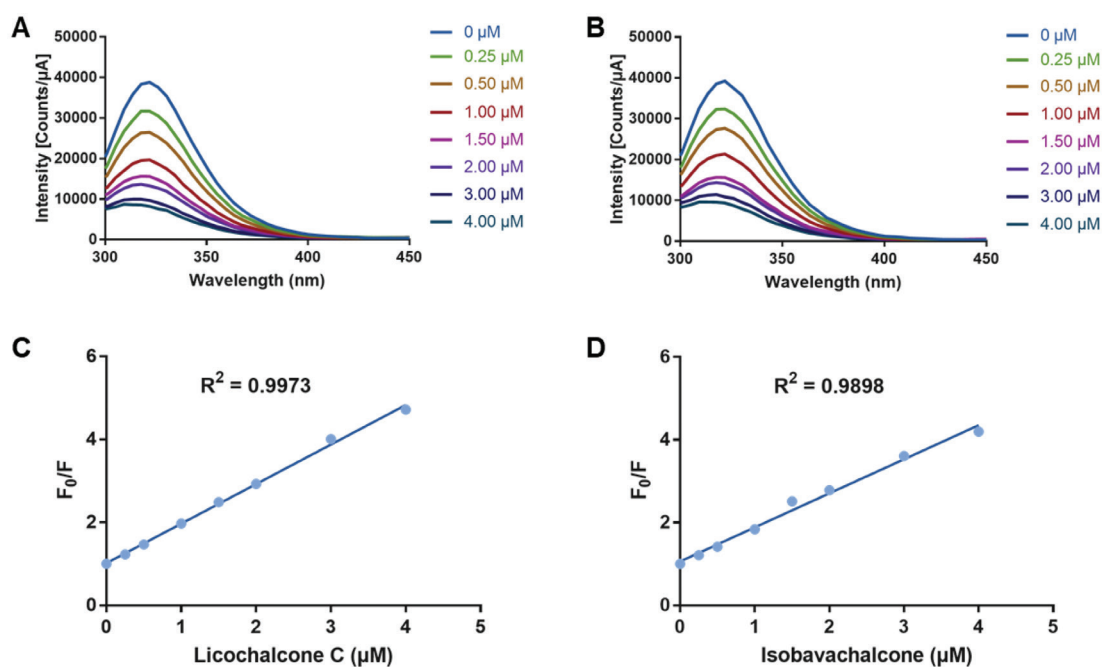 A
50000
40000
30000
20000
10000
0
Intensity [Counts/µA]
300
350
400
450
Wavelength (nm)
0 µM
0.25 µM
0.50 µM
1.00 µM
1.50 µM
2.00 µM
3.00 µM
4.00 µM
B
50000
40000
30000
20000
10000
0
Intensity [Counts/µA]
300
350
400
450
Wavelength (nm)
0 µM
0.25 µM
0.50 µM
1.00 µM
1.50 µM
2.00 µM
3.00 µM
4.00 µM
C
R² = 0.9973
6
4
2
0
F₀/F
0
1
2
3
4
5
Licochalcone C (µM)
D
R² = 0.9898
6
4
2
0
F₀/F
0
1
2
3
4
5
Isobavachalcone (µM)